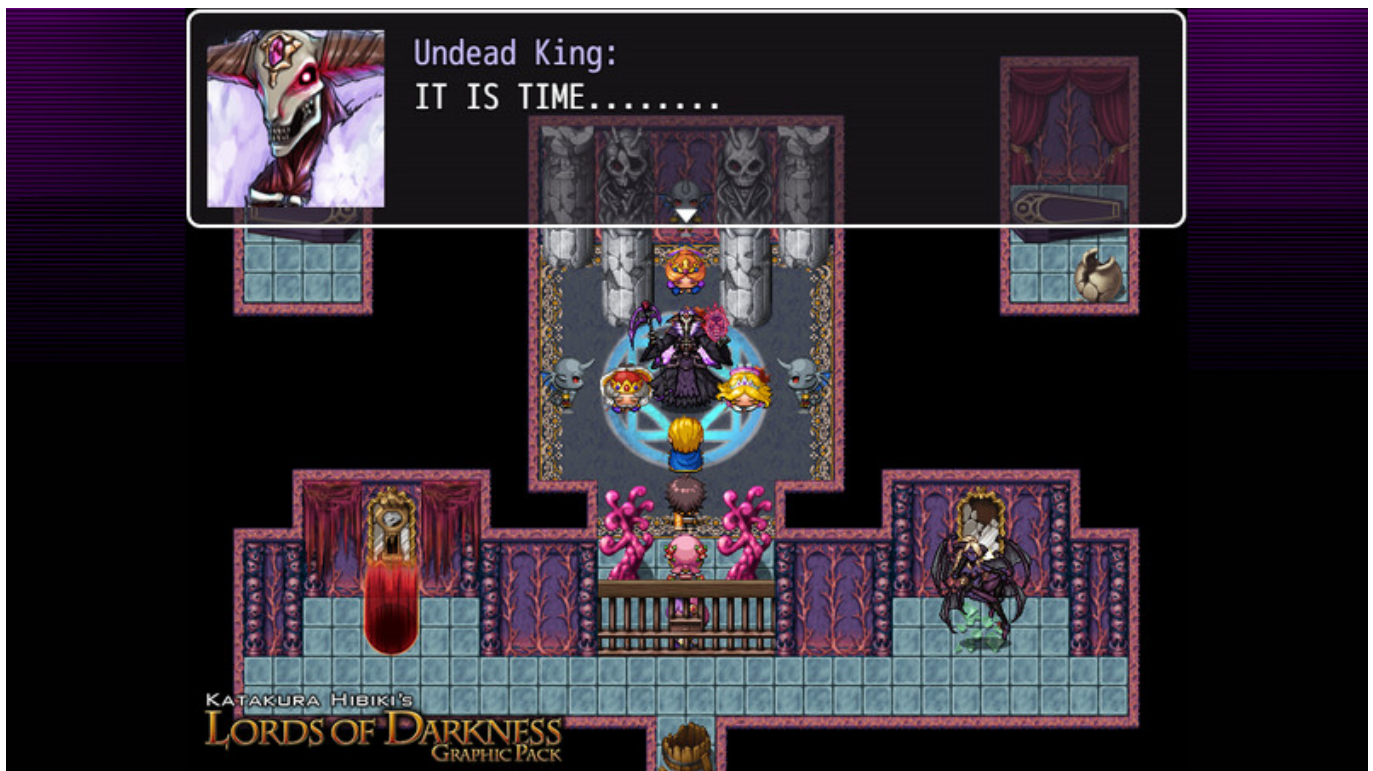 Undead King:
IT IS TIME........
KATAKURA HIBIKI'S
LORDS OF DARKNESS
GRAPHIC PACK